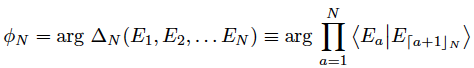 ϕ_N = arg Δ_N(E_1, E_2, … E_N) ≡ arg ∏_{a=1}^{N} ⟨E_a|E_{⌈a+1⌋_N}⟩